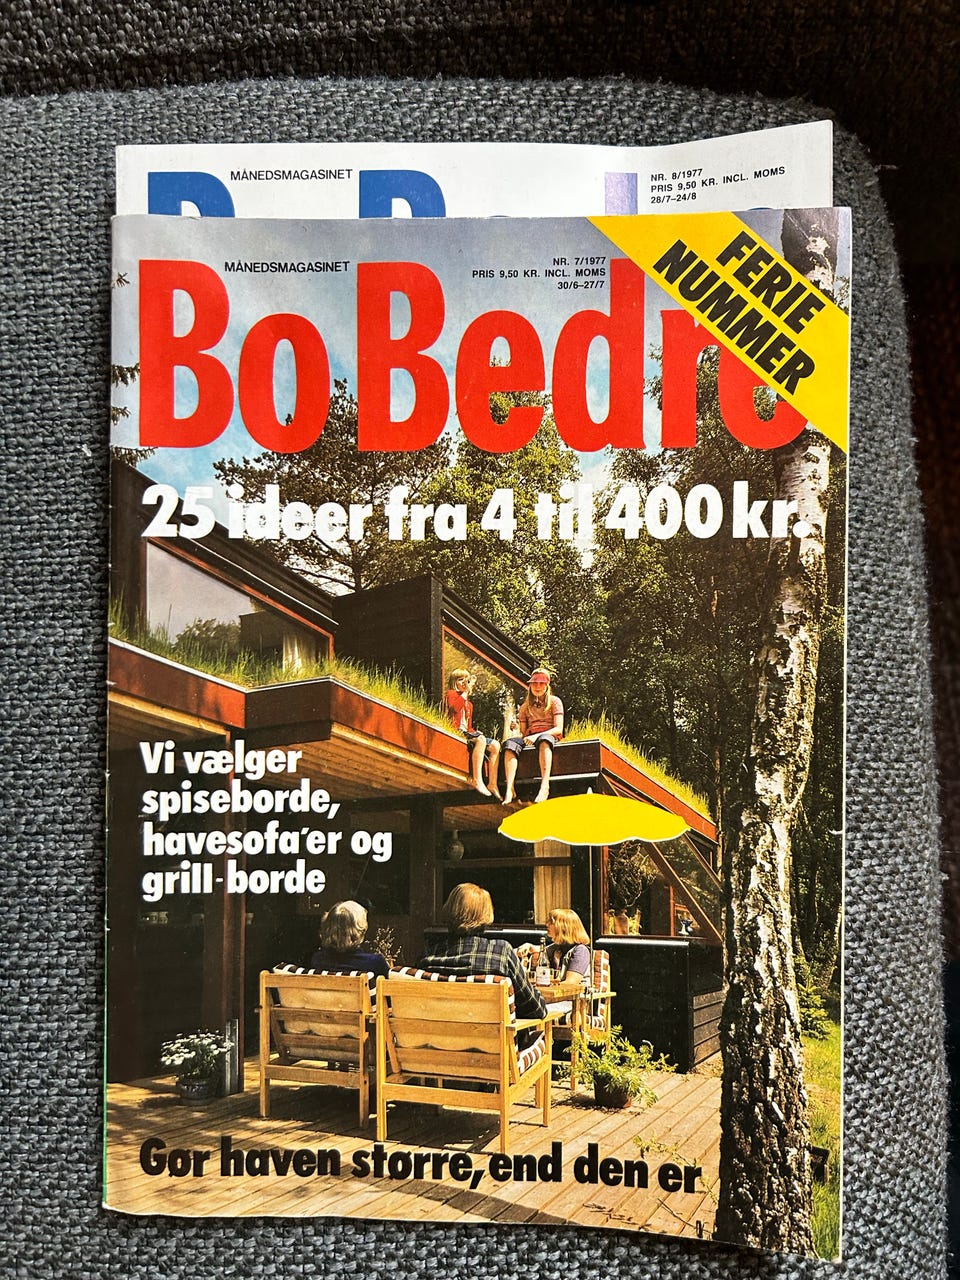 MÅNEDSMAGASINET
NR. 8/1977
PRIS 9,50 KR. INCL. MOMS
28/7–24/8
MÅNEDSMAGASINET
NR. 7/1977
PRIS 9,50 KR. INCL. MOMS
30/6–27/7
FERIE
NUMMER
Bo Bedre
25 ideer fra 4 til 400 kr.
Vi vælger
spiseborde,
havesofa'er og
grill-borde
Gør haven større, end den er